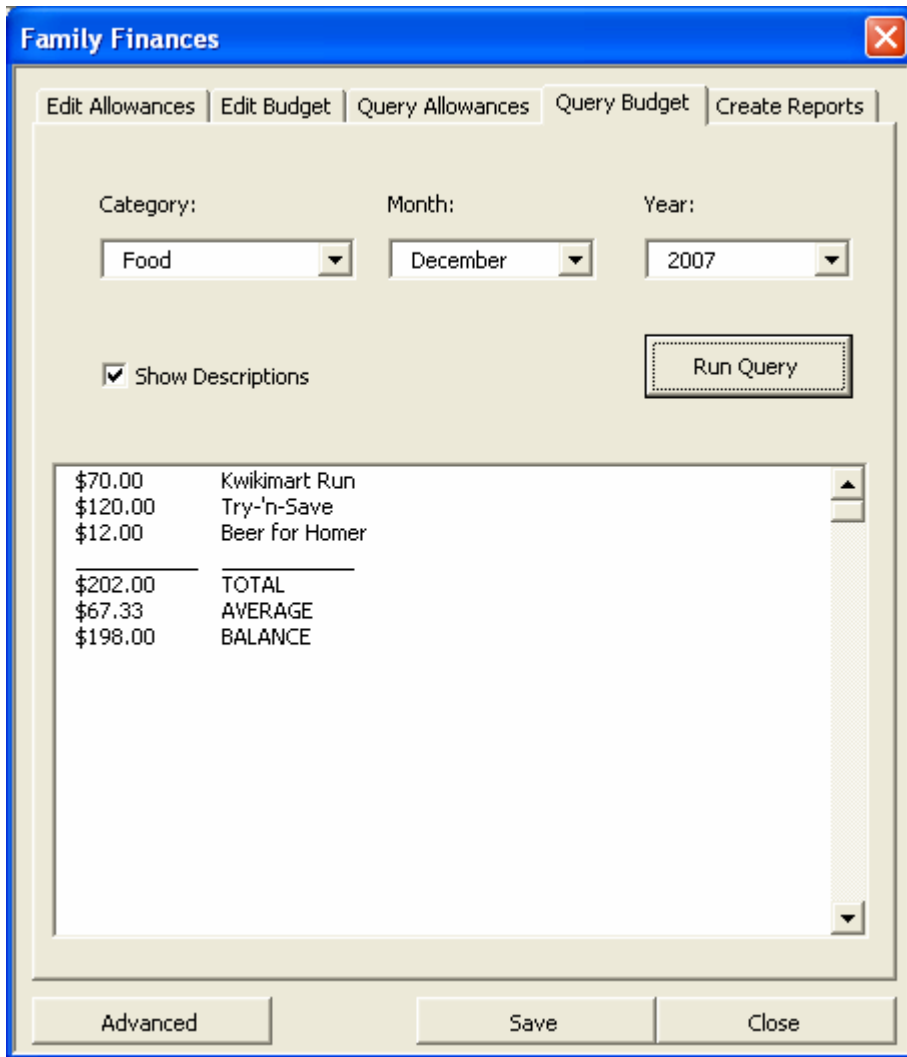 Family Finances
Edit Allowances Edit Budget Query Allowances Query Budget Create Reports
Category: Month: Year:
Food December 2007
Show Descriptions Run Query
$70.00 Kwikimart Run
$120.00 Try-'n-Save
$12.00 Beer for Homer
$202.00 TOTAL
$67.33 AVERAGE
$198.00 BALANCE
Advanced Save Close